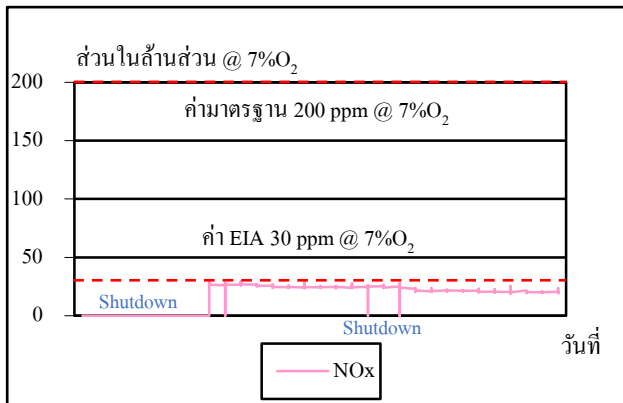 ส่วนในล้านส่วน @ 7%O₂
200
ค่ามาตรฐาน 200 ppm @ 7%O₂
150
100
ค่า EIA 30 ppm @ 7%O₂
50
Shutdown
0
Shutdown
วันที่
NOx